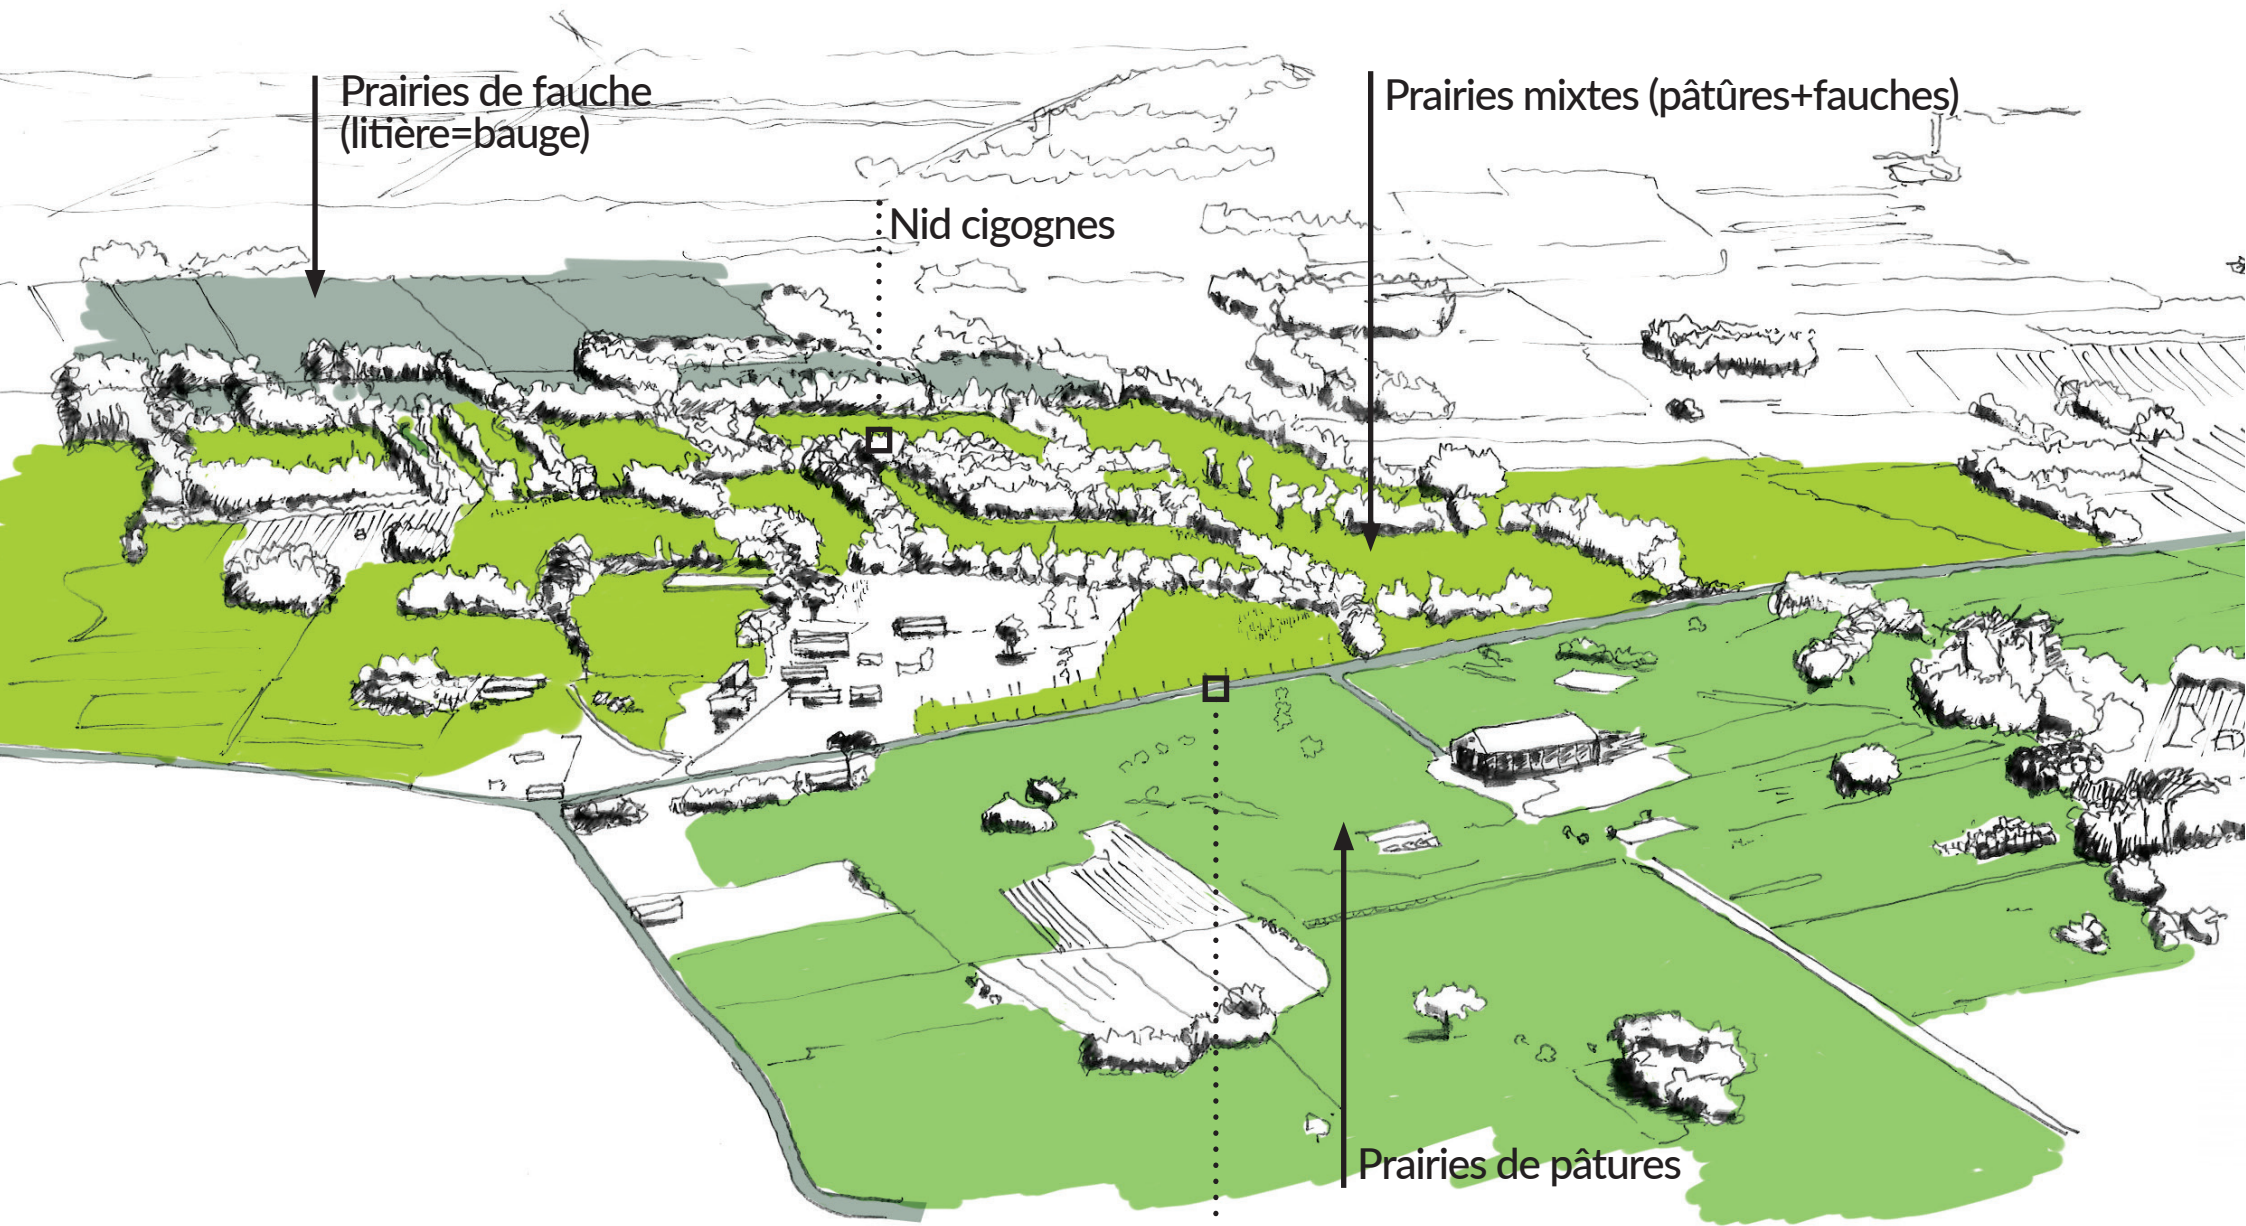 Prairies de fauche
(litière=bauge)
Prairies mixtes (pâtûres+fauches)
Nid cigognes
Prairies de pâtures